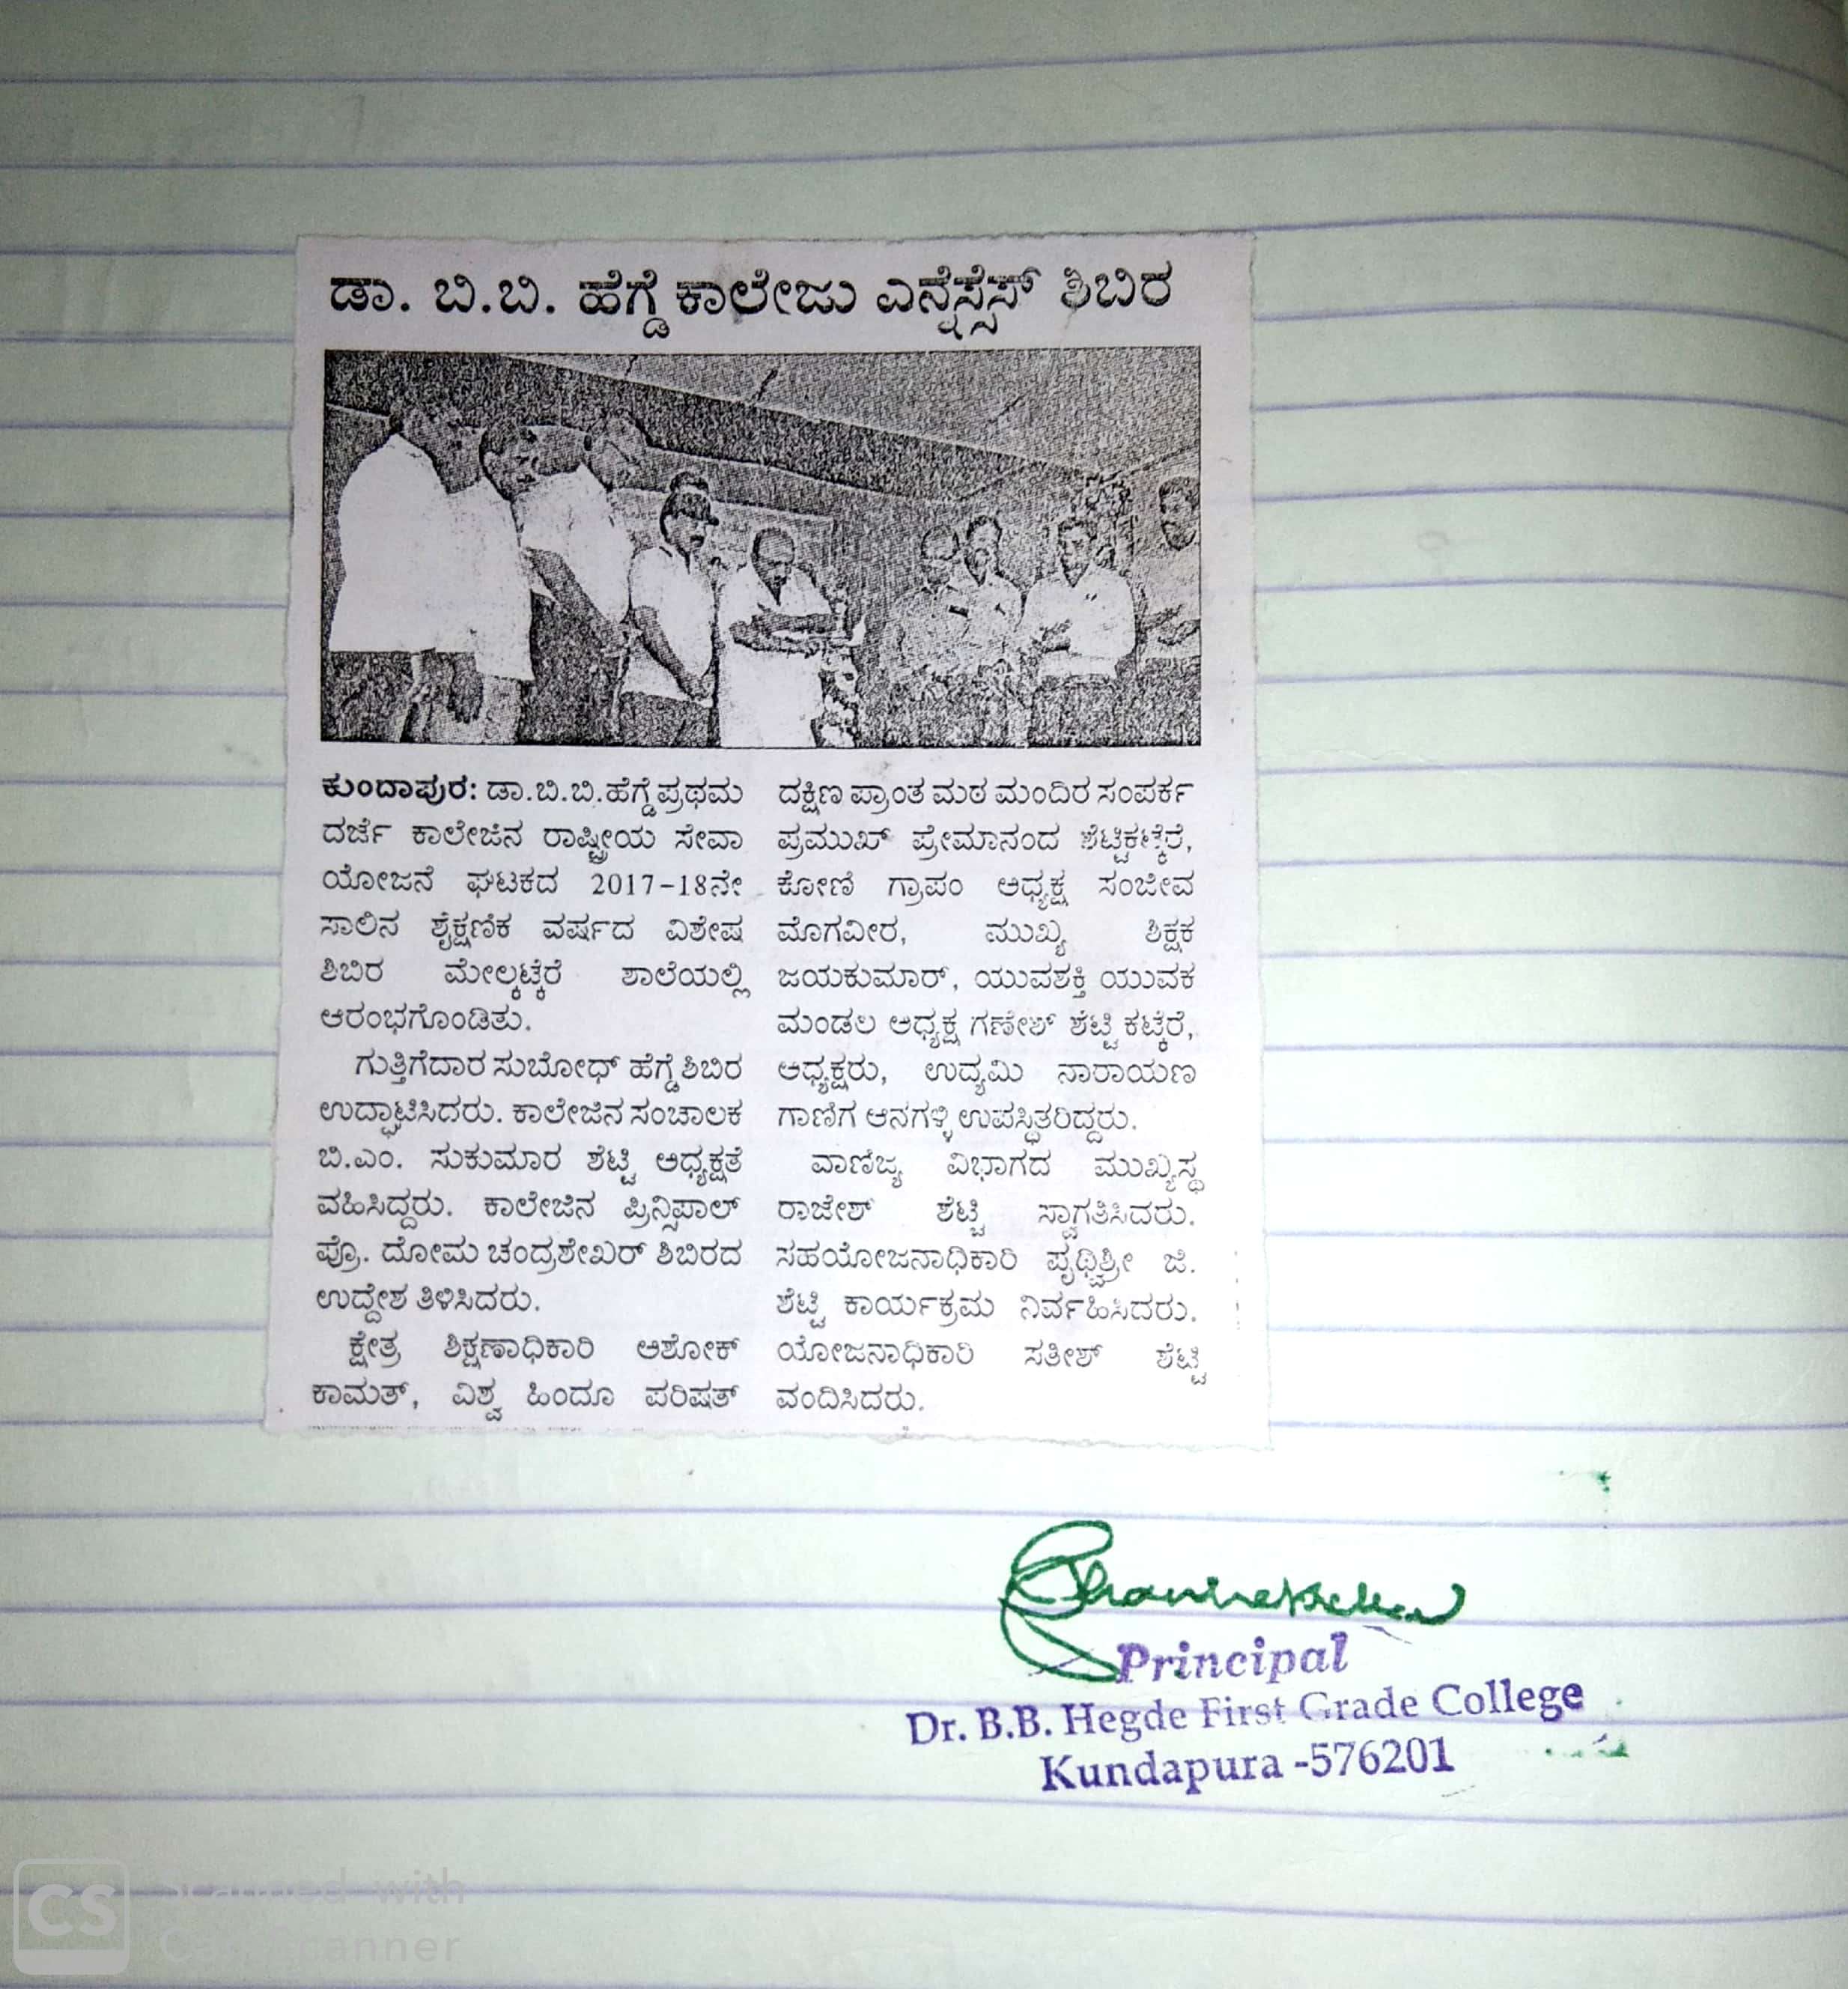 ಡಾ. ಬಿ.ಬಿ. ಹೆಗ್ಡೆ ಕಾಲೇಜು ಎನ್ನೆಸ್ಸೆಸ್ ಶಿಬಿರ
ಕುಂದಾಪುರ: ಡಾ.ಬಿ.ಬಿ.ಹೆಗ್ಡೆ ಪ್ರಥಮ
ದರ್ಜೆ ಕಾಲೇಜಿನ ರಾಷ್ಟ್ರೀಯ ಸೇವಾ
ಯೋಜನೆ ಘಟಕದ 2017-18ನೇ
ಸಾಲಿನ ಶೈಕ್ಷಣಿಕ ವರ್ಷದ ವಿಶೇಷ
ಶಿಬಿರ ಮೇಲ್ಕಟ್ಕೆರೆ ಶಾಲೆಯಲ್ಲಿ
ಆರಂಭಗೊಂಡಿತು.
ಗುತ್ತಿಗೆದಾರ ಸುಬೋಧ್ ಹೆಗ್ಡೆ ಶಿಬಿರ
ಉದ್ಘಾಟಿಸಿದರು. ಕಾಲೇಜಿನ ಸಂಚಾಲಕ
ಬಿ.ಎಂ. ಸುಕುಮಾರ ಶೆಟ್ಟಿ ಅಧ್ಯಕ್ಷತೆ
ವಹಿಸಿದ್ದರು. ಕಾಲೇಜಿನ ಪ್ರಿನ್ಸಿಪಾಲ್
ಪ್ರೊ. ದೋಮ ಚಂದ್ರಶೇಖರ್ ಶಿಬಿರದ
ಉದ್ದೇಶ ತಿಳಿಸಿದರು.
ಕ್ಷೇತ್ರ ಶಿಕ್ಷಣಾಧಿಕಾರಿ ಅಶೋಕ್
ಕಾಮತ್, ವಿಶ್ವ ಹಿಂದೂ ಪರಿಷತ್
ದಕ್ಷಿಣ ಪ್ರಾಂತ ಮಠ ಮಂದಿರ ಸಂಪರ್ಕ
ಪ್ರಮುಖ್ ಪ್ರೇಮಾನಂದ ಶೆಟ್ಟಿಕಟ್ಕೆರೆ,
ಕೋಣಿ ಗ್ರಾಪಂ ಅಧ್ಯಕ್ಷ ಸಂಜೀವ
ಮೊಗವೀರ, ಮುಖ್ಯ ಶಿಕ್ಷಕ
ಜಯಕುಮಾರ್, ಯುವಶಕ್ತಿ ಯುವಕ
ಮಂಡಲ ಅಧ್ಯಕ್ಷ ಗಣೇಶ್ ಶೆಟ್ಟಿ ಕಟ್ಕೆರೆ,
ಅಧ್ಯಕ್ಷರು, ಉದ್ಯಮಿ ನಾರಾಯಣ
ಗಾಣಿಗ ಆನಗಳ್ಳಿ ಉಪಸ್ಥಿತರಿದ್ದರು.
ವಾಣಿಜ್ಯ ವಿಭಾಗದ ಮುಖ್ಯಸ್ಥ
ರಾಜೇಶ್ ಶೆಟ್ಟಿ ಸ್ವಾಗತಿಸಿದರು.
ಸಹಯೋಜನಾಧಿಕಾರಿ ಪೃಥ್ವಿಶ್ರೀ ಜಿ.
ಶೆಟ್ಟಿ ಕಾರ್ಯಕ್ರಮ ನಿರ್ವಹಿಸಿದರು.
ಯೋಜನಾಧಿಕಾರಿ ಸತೀಶ್ ಶೆಟ್ಟಿ
ವಂದಿಸಿದರು.
Principal
Dr. B.B. Hegde First Grade College
Kundapura -576201
CS Scanned with
CamScanner